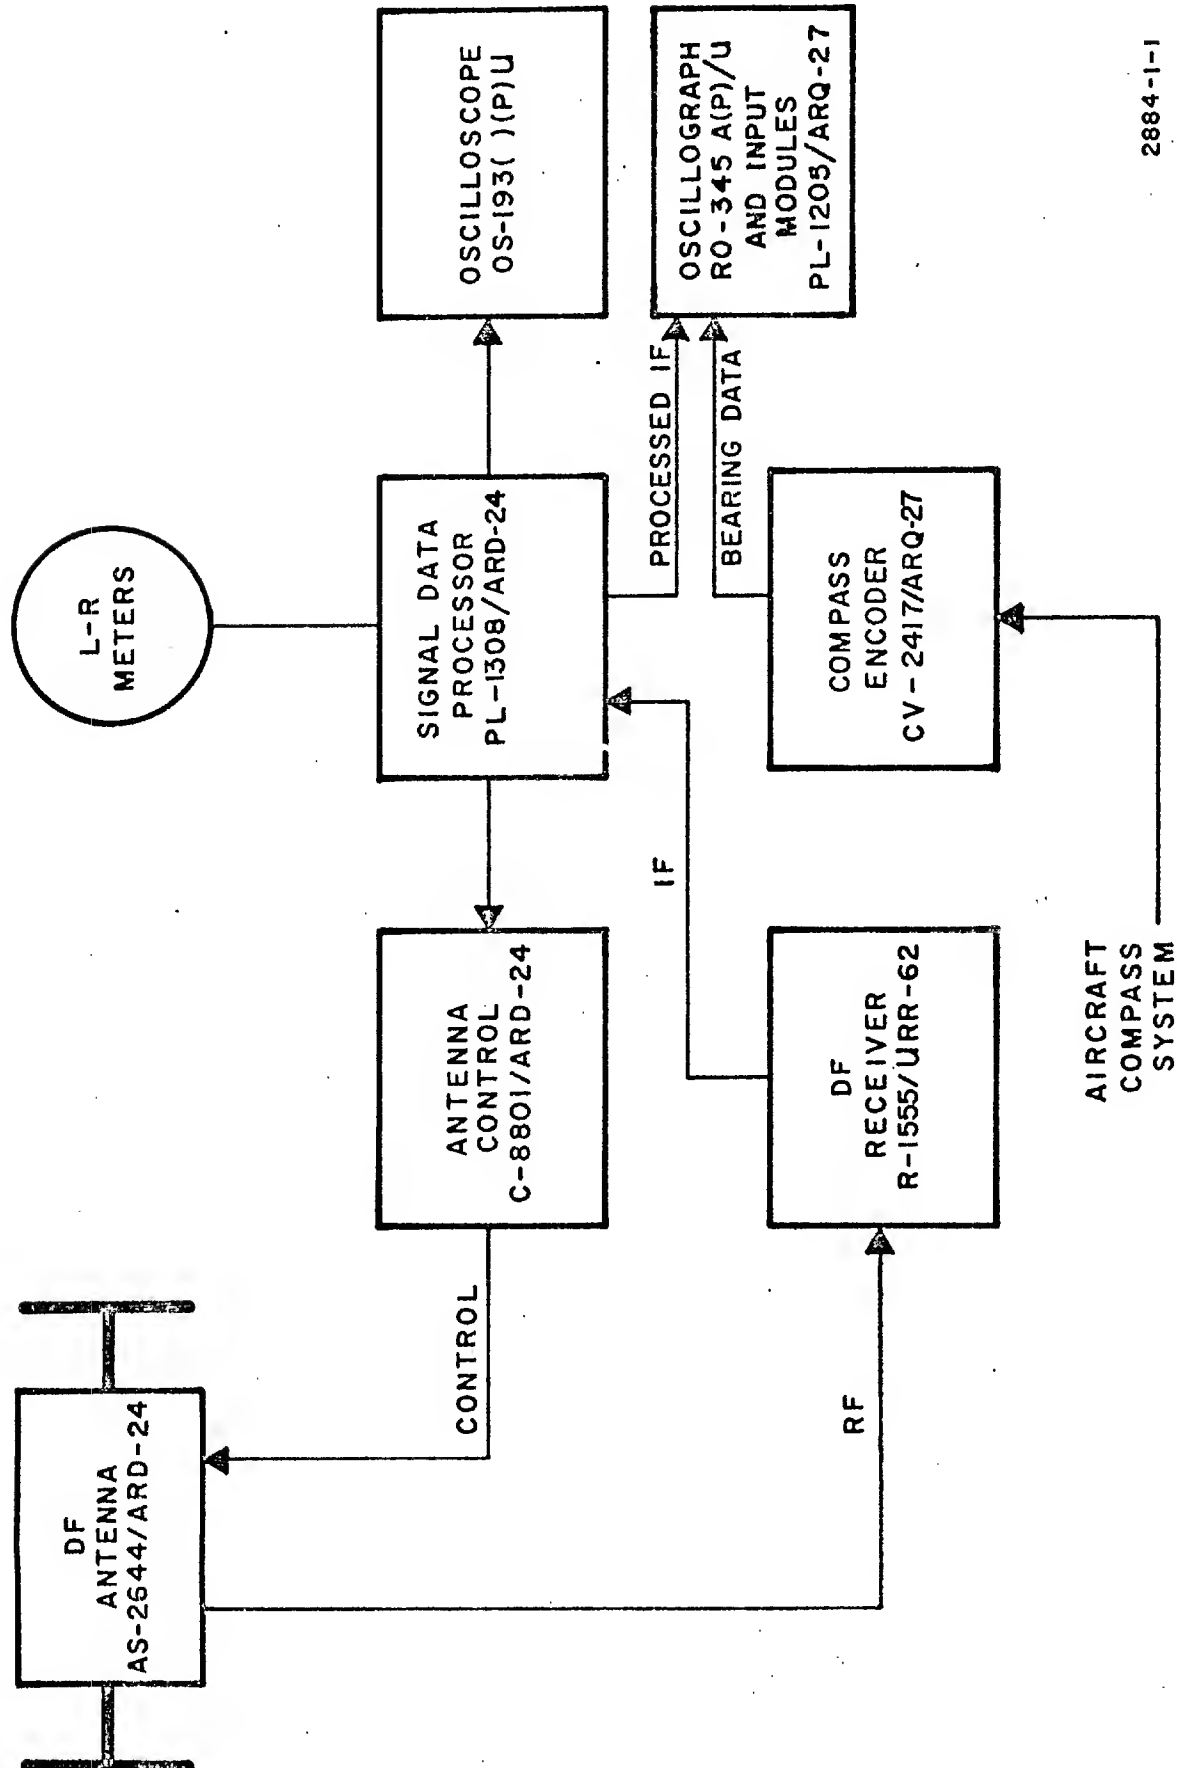 DF
ANTENNA
AS-2644/ARD-24
CONTROL
RF
ANTENNA
CONTROL
C-8801/ARD-24
DF
RECEIVER
R-1555/URR-62
IF
L-R
METERS
SIGNAL DATA
PROCESSOR
PL-1308/ARD-24
PROCESSED IF
BEARING DATA
COMPASS
ENCODER
CV-2417/ARQ-27
AIRCRAFT
COMPASS
SYSTEM
OSCILLOSCOPE
OS-193( )(P)U
OSCILLOGRAPH
RO-345 A(P)/U
AND INPUT
MODULES
PL-1205/ARQ-27
2884-1-1